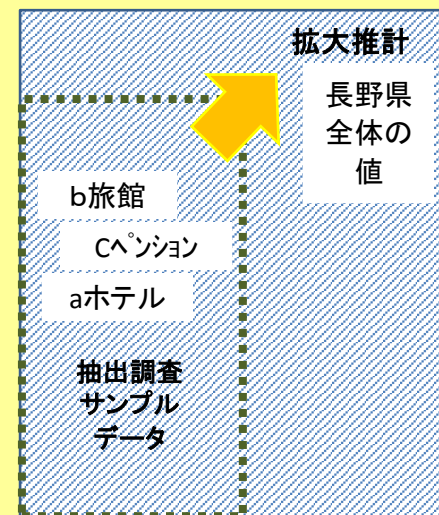 拡大推計
長野県
全体の
値
b旅館
Cﾍﾟﾝｼｮﾝ
aホテル
抽出調査
サンプル
データ